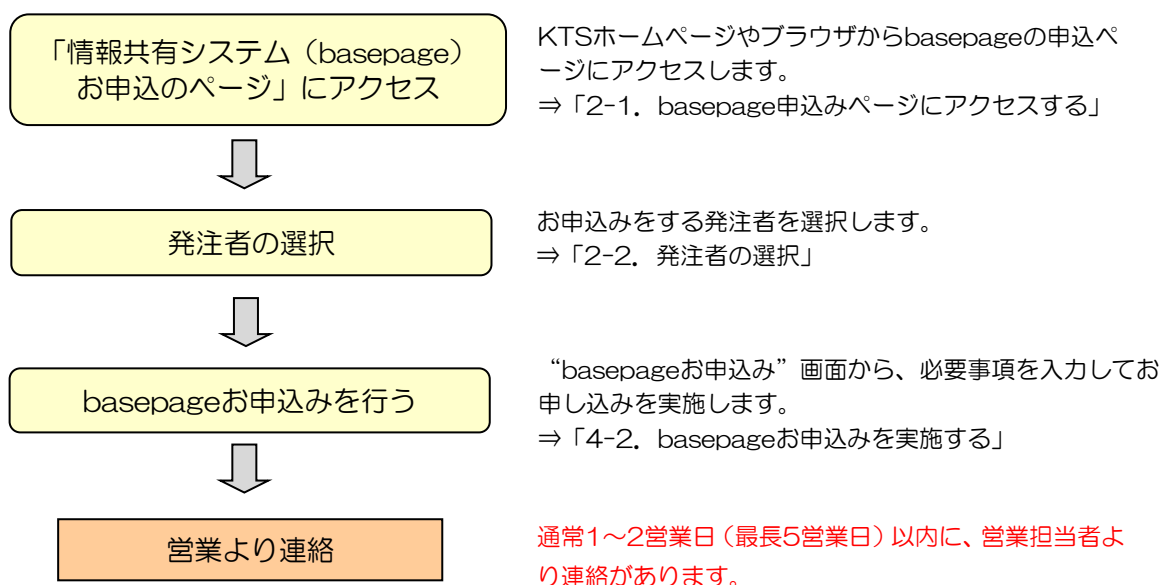 「情報共有システム（basepage）
お申込のページ」にアクセス
KTSホームページやブラウザからbasepageの申込ペ
ージにアクセスします。
⇒「2-1．basepage申込みページにアクセスする」
発注者の選択
お申込みをする発注者を選択します。
⇒「2-2．発注者の選択」
basepageお申込みを行う
“basepageお申込み”画面から、必要事項を入力してお
申し込みを実施します。
⇒「4-2．basepageお申込みを実施する」
営業より連絡
通常1～2営業日（最長5営業日）以内に、営業担当者よ
り連絡があります。